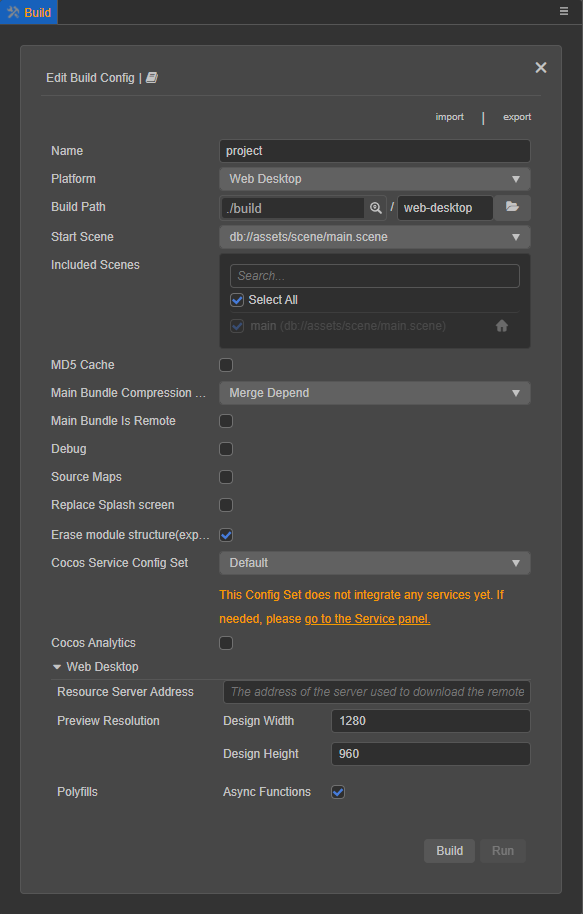 Build
Edit Build Config |
import | export
Name project
Platform Web Desktop
Build Path ./build / web-desktop
Start Scene db://assets/scene/main.scene
Included Scenes
Search...
Select All
main (db://assets/scene/main.scene)
MD5 Cache
Main Bundle Compression ... Merge Depend
Main Bundle Is Remote
Debug
Source Maps
Replace Splash screen
Erase module structure(exp...
Cocos Service Config Set Default
This Config Set does not integrate any services yet. If
needed, please go to the Service panel.
Cocos Analytics
Web Desktop
Resource Server Address The address of the server used to download the remote
Preview Resolution Design Width 1280
Design Height 960
Polyfills Async Functions
Build Run